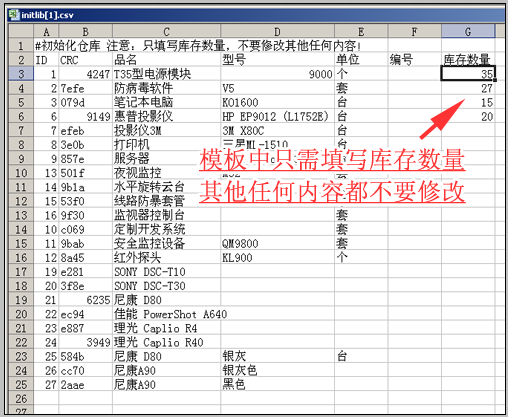 initlib[1].csv
A B C D E F G
1 #初始化仓库 注意: 只填写库存数量, 不要修改其他任何内容!
2 ID CRC 品名 型号 单位 编号 库存数量
3 1 4247 T35型电源模块 9000 个 35
4 2 7efe 防病毒软件 V5 套 27
5 3 079d 笔记本电脑 KO1600 台 15
6 6 9149 惠普投影仪 HP EP9012 (L1752E) 台 20
7 7 efeb 投影仪3M 3M X80C 台
8 8 3e0b 打印机 三星ML-1510 台
9 9 857e 服务器
模板中只需填写库存数量
10 13 501f 夜视监控
11 14 9b1a 水平旋转云台
其他任何内容都不要修改
12 15 53f0 线路防暴套管
13 16 9f30 监视器控制台 套
14 10 c069 定制开发系统 套
15 11 9bab 安全监控设备 QM9800 套
16 12 8a45 红外探头 KL900 个
17 19 e281 SONY DSC-T10
18 20 3f8e SONY DSC-T30
19 21 6235 尼康 D80
20 22 ec94 佳能 PowerShot A640
21 23 e887 理光 Caplio R4
22 24 3949 理光 Caplio R40
23 25 584b 尼康 D80 银灰 台
24 26 cc70 尼康A90 银灰色
25 27 2aae 尼康A90 黑色
26
27